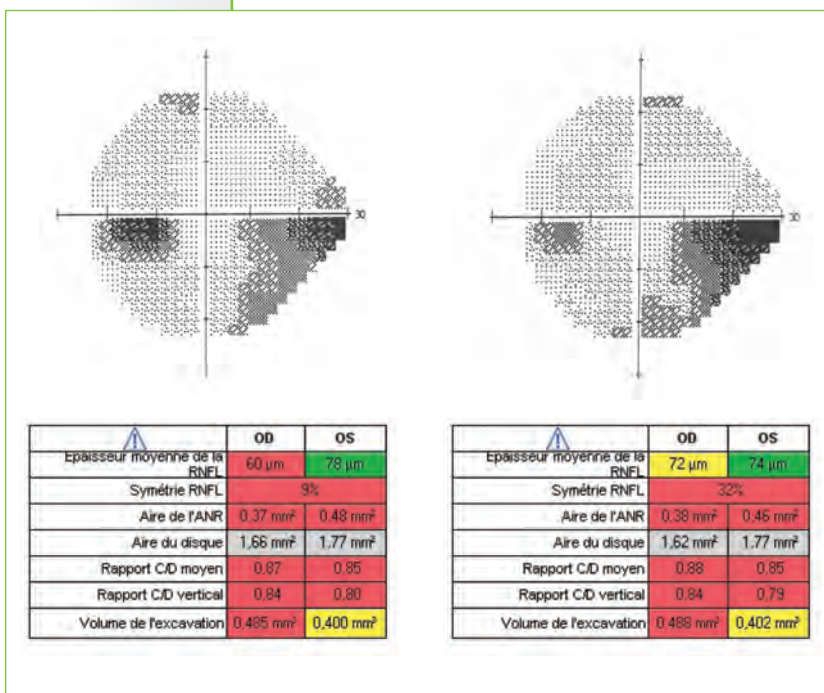 30
30
OD OS
Epaisseur moyenne de la
RNFL 60 µm 78 µm
Symétrie RNFL 9%
Aire de l'ANR 0,37 mm² 0,48 mm²
Aire du disque 1,66 mm² 1,77 mm²
Rapport C/D moyen 0,87 0,85
Rapport C/D vertical 0,84 0,80
Volume de l'excavation 0,485 mm³ 0,400 mm³
OD OS
Epaisseur moyenne de la
RNFL 72 µm 74 µm
Symétrie RNFL 32%
Aire de l'ANR 0,38 mm² 0,46 mm²
Aire du disque 1,62 mm² 1,77 mm²
Rapport C/D moyen 0,88 0,85
Rapport C/D vertical 0,84 0,79
Volume de l'excavation 0,488 mm³ 0,402 mm³